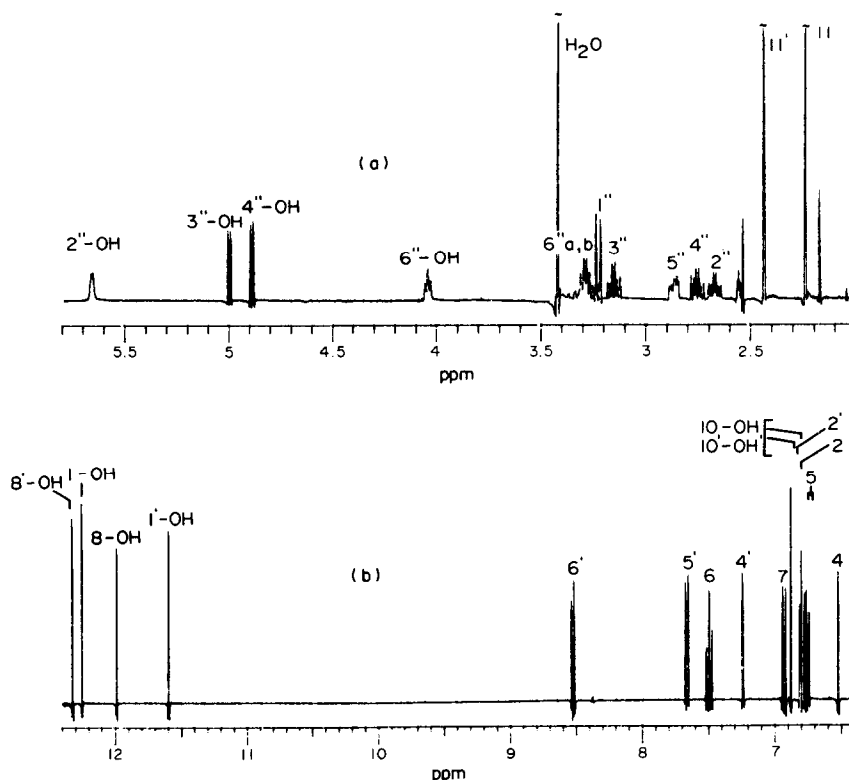 ~ ~ ~
H2O 11' 11
(a)
2"-OH 3"-OH 4"-OH 6"-OH 6"a,b 1" 3" 5" 4" 2"
5.5 5 4.5 4 3.5 3 2.5
ppm
10-OH 2'
10'-OH' 2
8'-OH 1-OH 5
8-OH 1'-OH
(b)
6' 5' 6 4' 7 4
12 11 10 9 8 7
ppm